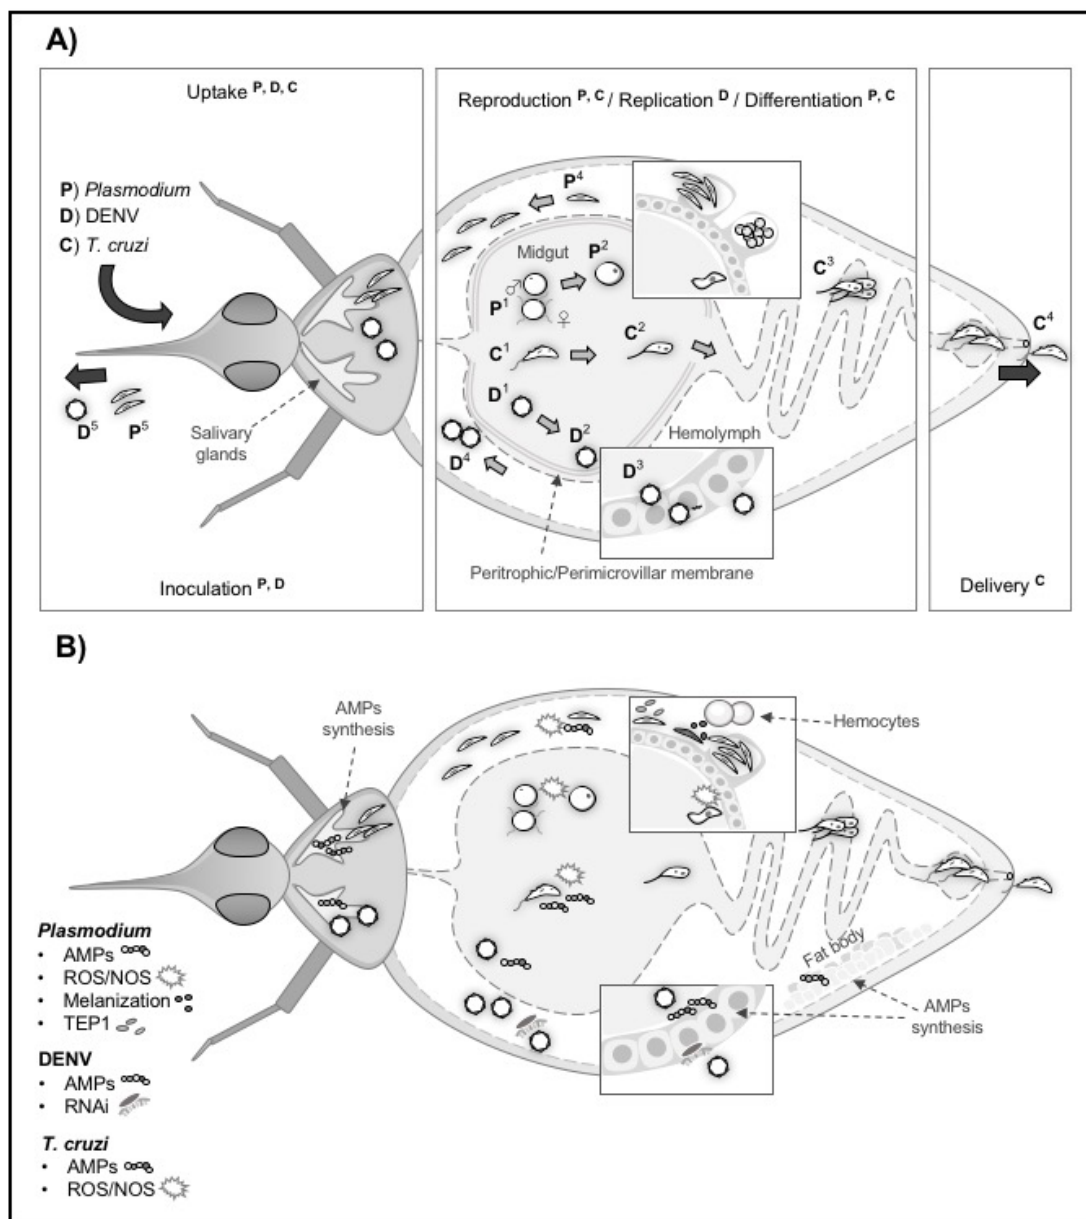 A)
Uptake P, D, C
Reproduction P, C / Replication D / Differentiation P, C
P) Plasmodium
D) DENV
C) T. cruzi
P4
Midgut
P2
♂
P1
♀
C3
C4
C1
C2
D1
D2
D5
P5
Salivary
glands
D4
Hemolymph
D3
Peritrophic/Perimicrovillar membrane
Inoculation P, D
Delivery C
B)
AMPs
synthesis
Hemocytes
Fat body
AMPs
synthesis
Plasmodium
• AMPs
• ROS/NOS
• Melanization
• TEP1
DENV
• AMPs
• RNAi
T. cruzi
• AMPs
• ROS/NOS